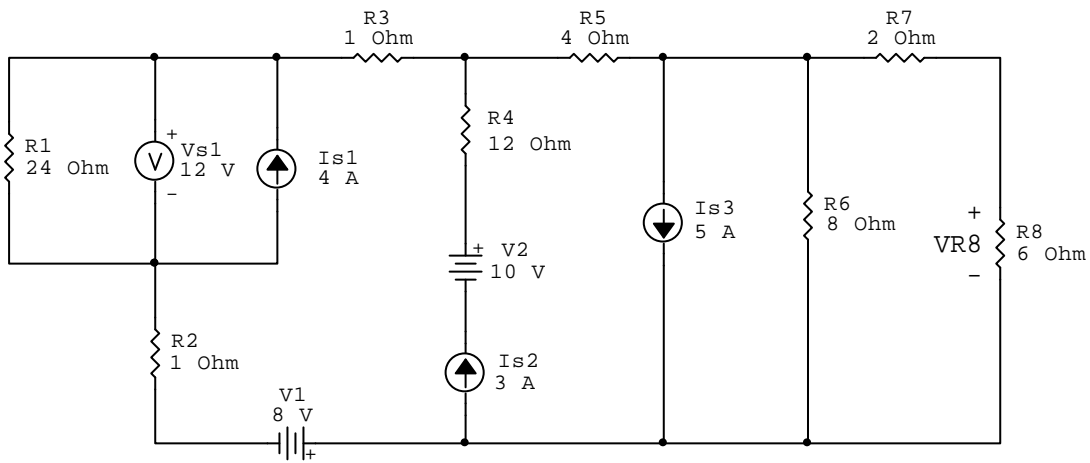 R3
1 Ohm
R5
4 Ohm
R7
2 Ohm
R1
24 Ohm
+
V
Vs1
12 V
-
Is1
4 A
R4
12 Ohm
+
V2
10 V
Is2
3 A
Is3
5 A
R6
8 Ohm
+
VR8
-
R8
6 Ohm
R2
1 Ohm
V1
8 V
+